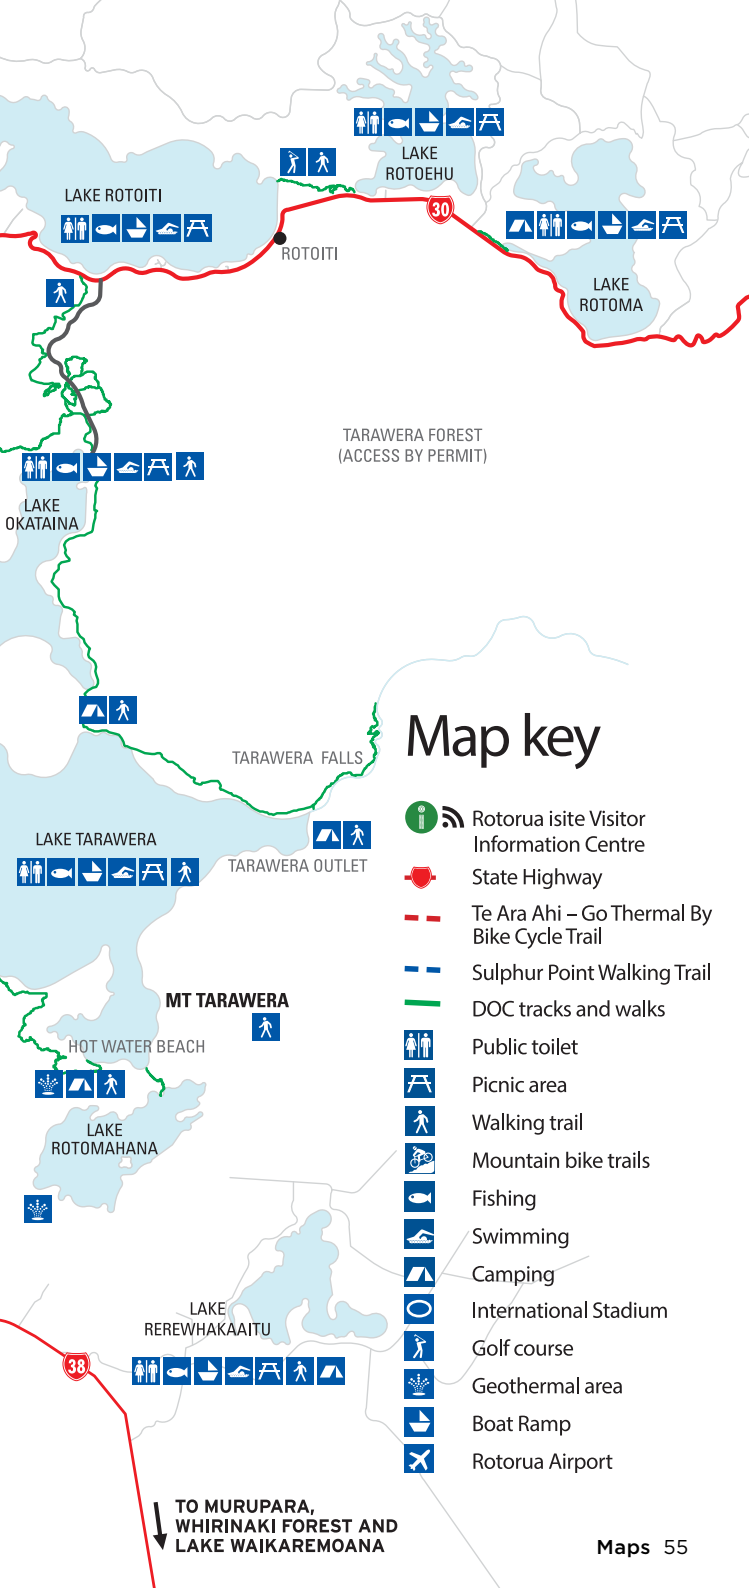 LAKE
ROTOEHU
LAKE ROTOITI
30
ROTOITI
LAKE
ROTOMA
TARAWERA FOREST
(ACCESS BY PERMIT)
LAKE
OKATAINA
TARAWERA FALLS
LAKE TARAWERA
TARAWERA OUTLET
MT TARAWERA
HOT WATER BEACH
LAKE
ROTOMAHANA
LAKE
REREWHAKAAITU
38
TO MURUPARA,
WHIRINAKI FOREST AND
LAKE WAIKAREMOANA
Map key
i
Rotorua isite Visitor
Information Centre
State Highway
Te Ara Ahi – Go Thermal By
Bike Cycle Trail
Sulphur Point Walking Trail
DOC tracks and walks
Public toilet
Picnic area
Walking trail
Mountain bike trails
Fishing
Swimming
Camping
International Stadium
Golf course
Geothermal area
Boat Ramp
Rotorua Airport
Maps 55